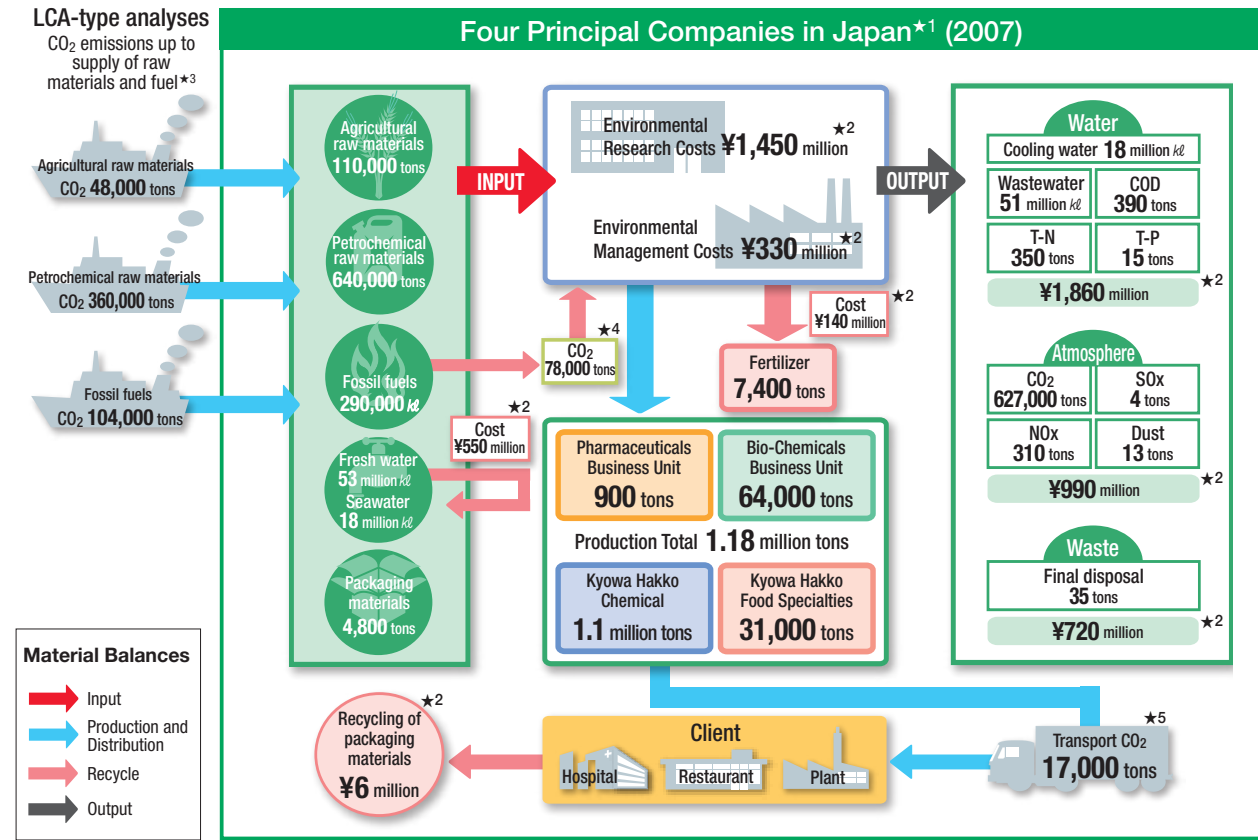 LCA-type analyses
CO₂ emissions up to
supply of raw
materials and fuel★3
Agricultural raw materials
CO₂ 48,000 tons
Petrochemical raw materials
CO₂ 360,000 tons
Fossil fuels
CO₂ 104,000 tons
Four Principal Companies in Japan★1 (2007)
Agricultural
raw materials
110,000 tons
Petrochemical
raw materials
640,000 tons
Fossil fuels
290,000 kℓ
Fresh water
53 million kℓ
Seawater
18 million kℓ
Packaging
materials
4,800 tons
INPUT
Environmental
Research Costs ¥1,450 million ★2
Environmental
Management Costs ¥330 million ★2
OUTPUT
★4
CO₂
78,000 tons
★2
Cost
¥550 million
★2
Cost
¥140 million
Fertilizer
7,400 tons
Pharmaceuticals
Business Unit
900 tons
Bio-Chemicals
Business Unit
64,000 tons
Production Total 1.18 million tons
Kyowa Hakko
Chemical
1.1 million tons
Kyowa Hakko
Food Specialties
31,000 tons
Water
Cooling water 18 million kℓ
Wastewater
51 million kℓ
COD
390 tons
T-N
350 tons
T-P
15 tons
¥1,860 million ★2
Atmosphere
CO₂
627,000 tons
SOx
4 tons
NOx
310 tons
Dust
13 tons
¥990 million ★2
Waste
Final disposal
35 tons
¥720 million ★2
Material Balances
Input
Production and
Distribution
Recycle
Output
★2
Recycling of
packaging
materials
¥6 million
Client
Hospital
Restaurant
Plant
★5
Transport CO₂
17,000 tons